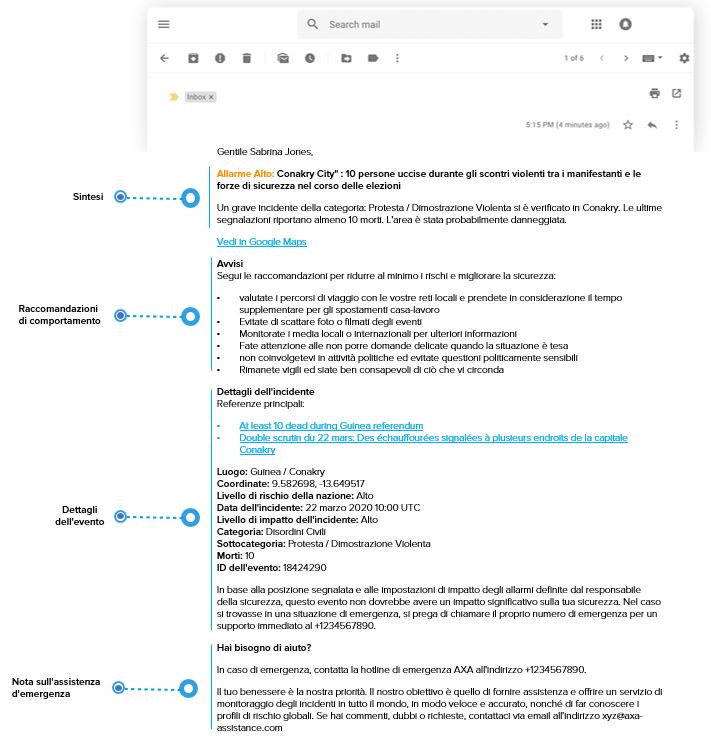 Search mail
1 of 6
Inbox ×
5:15 PM (4 minutes ago)
Gentile Sabrina Jones,
Sintesi
Allarme Alto: Conakry City" : 10 persone uccise durante gli scontri violenti tra i manifestanti e le
forze di sicurezza nel corso delle elezioni
Un grave incidente della categoria: Protesta / Dimostrazione Violenta si è verificato in Conakry. Le ultime
segnalazioni riportano almeno 10 morti. L'area è stata probabilmente danneggiata.
Vedi in Google Maps
Raccomandazioni
di comportamento
Avvisi
Segui le raccomandazioni per ridurre al minimo i rischi e migliorare la sicurezza:
• valutate i percorsi di viaggio con le vostre reti locali e prendete in considerazione il tempo
supplementare per gli spostamenti casa-lavoro
• Evitate di scattare foto o filmati degli eventi
• Monitorate i media locali o internazionali per ulteriori informazioni
• Fate attenzione alle non porre domande delicate quando la situazione è tesa
• non coinvolgetevi in attività politiche ed evitate questioni politicamente sensibili
• Rimanete vigili ed siate ben consapevoli di ciò che vi circonda
Dettagli
dell'evento
Dettagli dell'incidente
Referenze principali:
• At least 10 dead during Guinea referendum
• Double scrutin du 22 mars: Des échauffourées signalées à plusieurs endroits de la capitale
Conakry
Luogo: Guinea / Conakry
Coordinate: 9.582698, -13.649517
Livello di rischio della nazione: Alto
Data dell'incidente: 22 marzo 2020 10:00 UTC
Livello di impatto dell'incidente: Alto
Categoria: Disordini Civili
Sottocategoria: Protesta / Dimostrazione Violenta
Morti: 10
ID dell'evento: 18424290
In base alla posizione segnalata e alle impostazioni di impatto degli allarmi definite dal responsabile
della sicurezza, questo evento non dovrebbe avere un impatto significativo sulla tua sicurezza. Nel caso
si trovasse in una situazione di emergenza, si prega di chiamare il proprio numero di emergenza per un
supporto immediato al +1234567890.
Nota sull'assistenza
d'emergenza
Hai bisogno di aiuto?
In caso di emergenza, contatta la hotline di emergenza AXA all'indirizzo +1234567890.
Il tuo benessere è la nostra priorità. Il nostro obiettivo è quello di fornire assistenza e offrire un servizio di
monitoraggio degli incidenti in tutto il mondo, in modo veloce e accurato, nonché di far conoscere i
profili di rischio globali. Se hai commenti, dubbi o richieste, contattaci via email all'indirizzo xyz@axa-
assistance.com